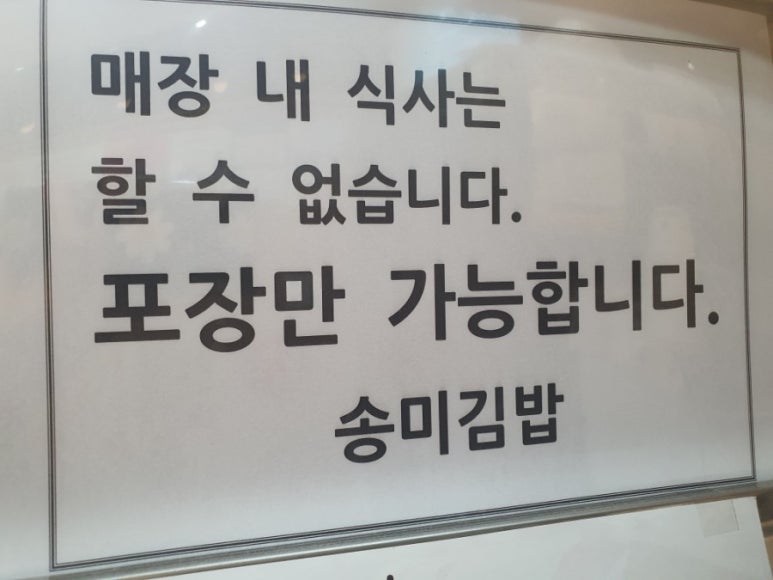 매장 내 식사는
할 수 없습니다.
포장만 가능합니다.
송미김밥